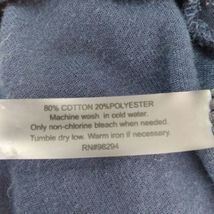 80% COTTON 20%POLYESTER
Machine wash in cold water.
Only non-chlorine bleach when needed.
Tumble dry low. Warm iron if necessary.
RN#98294